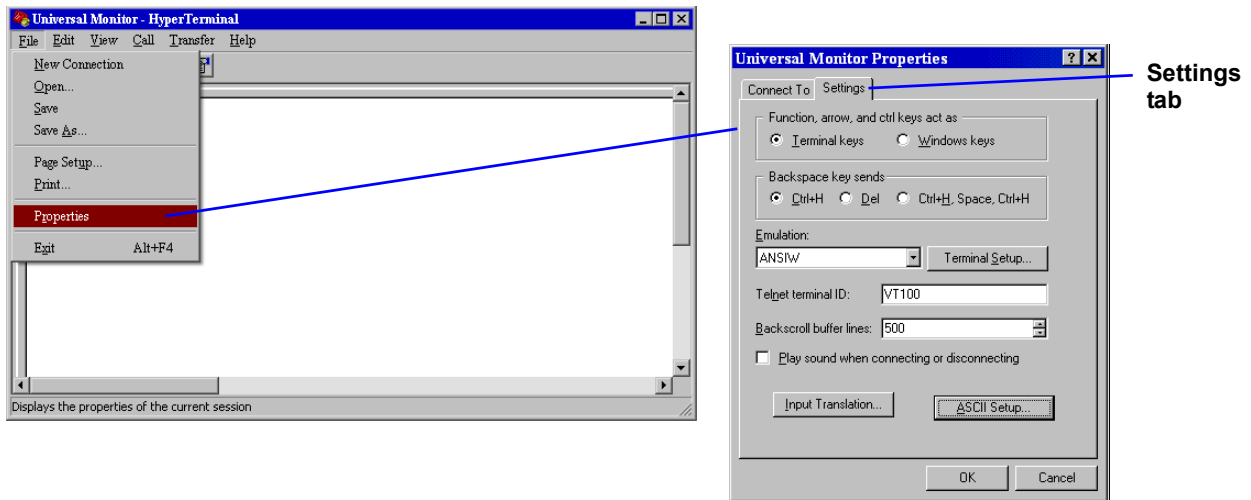 Universal Monitor - HyperTerminal
File Edit View Call Transfer Help
New Connection
Open...
Save
Save As...
Page Setup...
Print...
Properties
Exit Alt+F4
Displays the properties of the current session
Universal Monitor Properties
Connect To Settings
Function, arrow, and ctrl keys act as
Terminal keys Windows keys
Backspace key sends
Ctrl+H Del Ctrl+H, Space, Ctrl+H
Emulation:
ANSIW Terminal Setup...
Telnet terminal ID: VT100
Backscroll buffer lines: 500
Play sound when connecting or disconnecting
Input Translation... ASCII Setup...
OK Cancel
Settings
tab